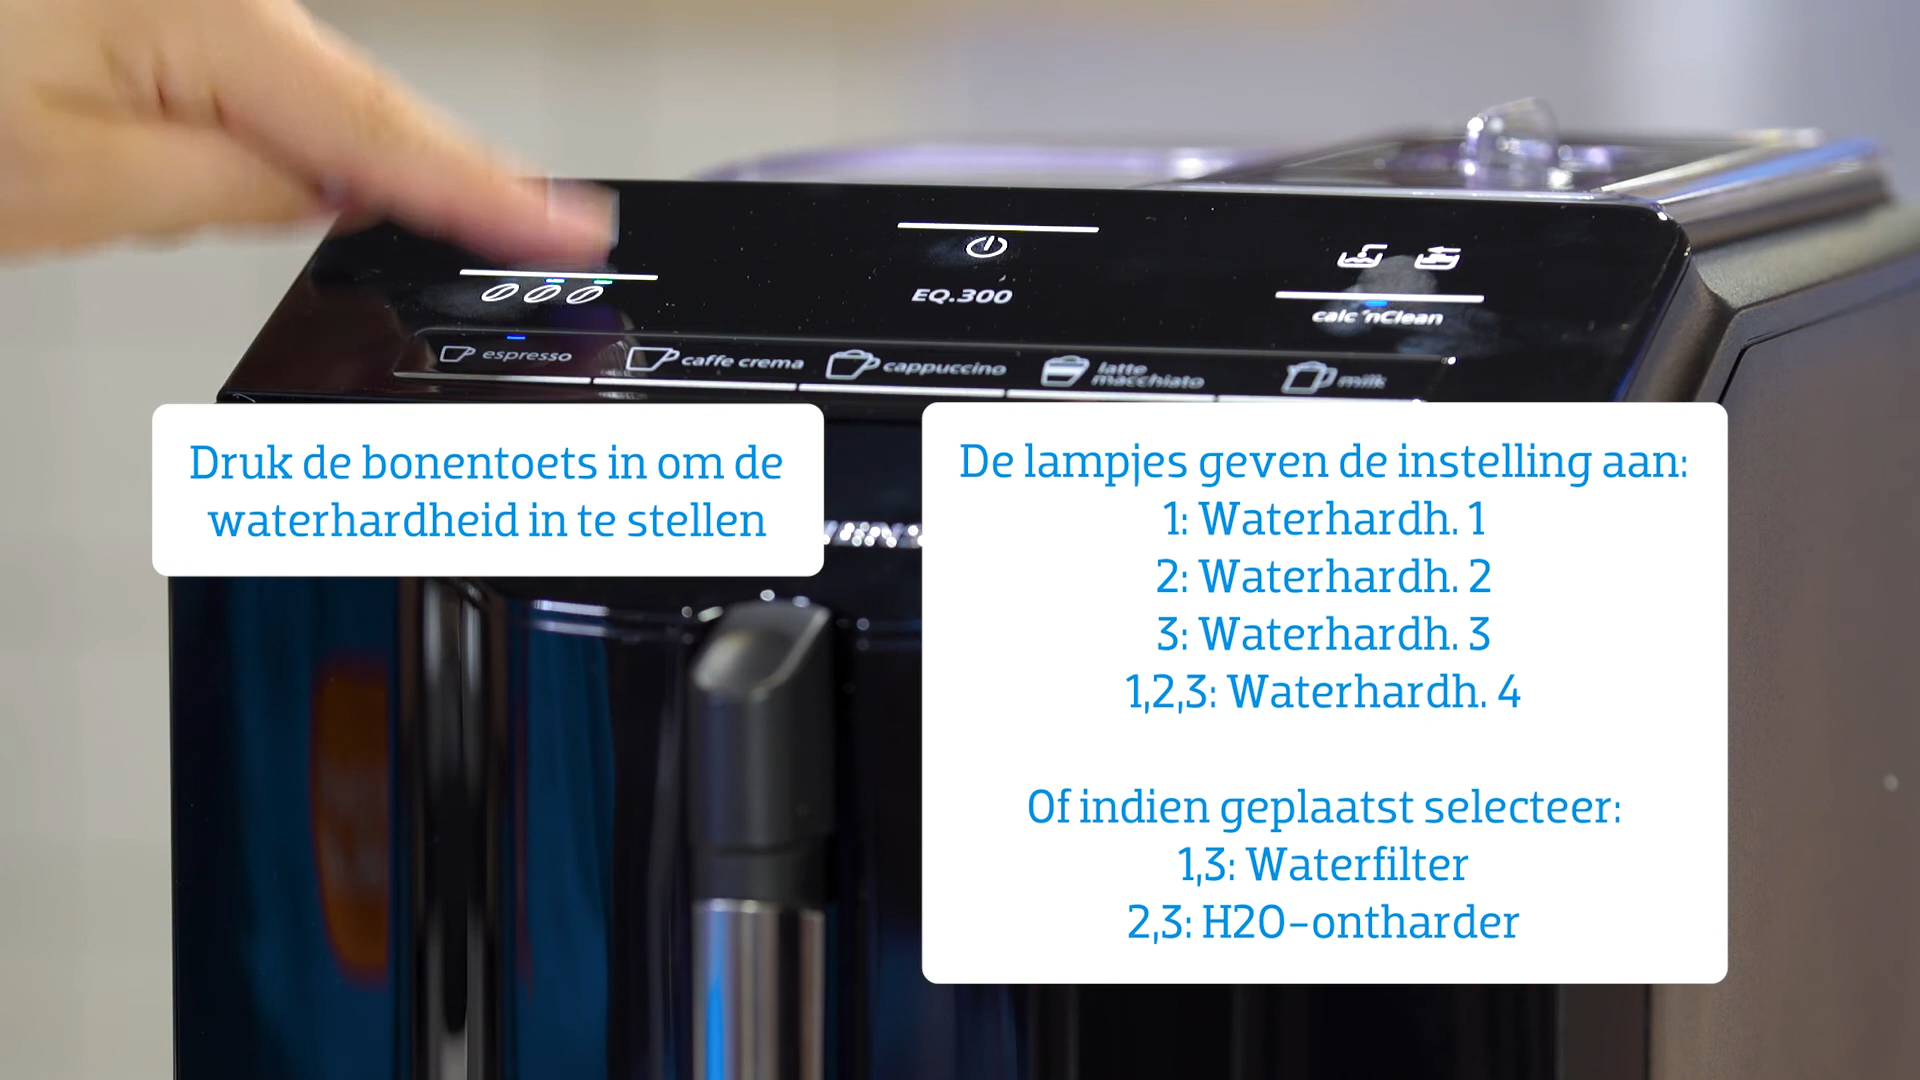 EQ.300
calc'nClean
espresso
caffe crema
cappuccino
latte
macchiato
milk
Druk de bonentoets in om de
waterhardheid in te stellen
De lampjes geven de instelling aan:
1: Waterhardh. 1
2: Waterhardh. 2
3: Waterhardh. 3
1,2,3: Waterhardh. 4
Of indien geplaatst selecteer:
1,3: Waterfilter
2,3: H2O-ontharder